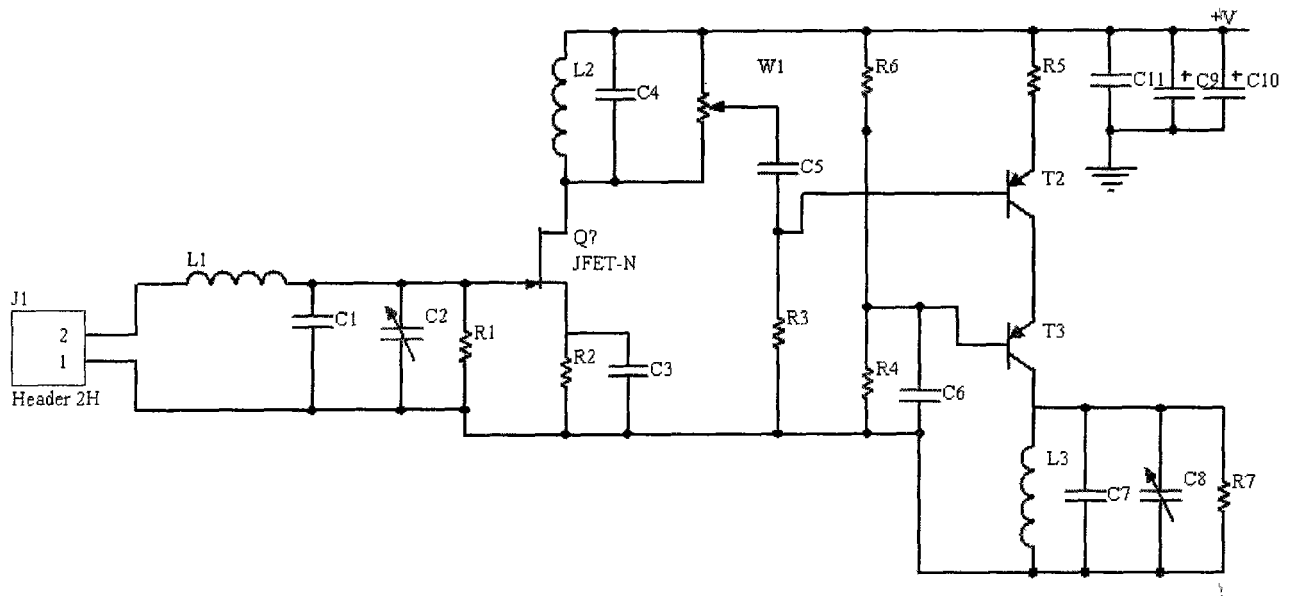 +V
L2
C4
W1
R6
R5
C11
+
C9
+
C10
C5
T2
Q?
JFET-N
L1
J1
2
1
Header 2H
C1
C2
R1
R2
C3
R3
R4
C6
T3
L3
C7
C8
R7